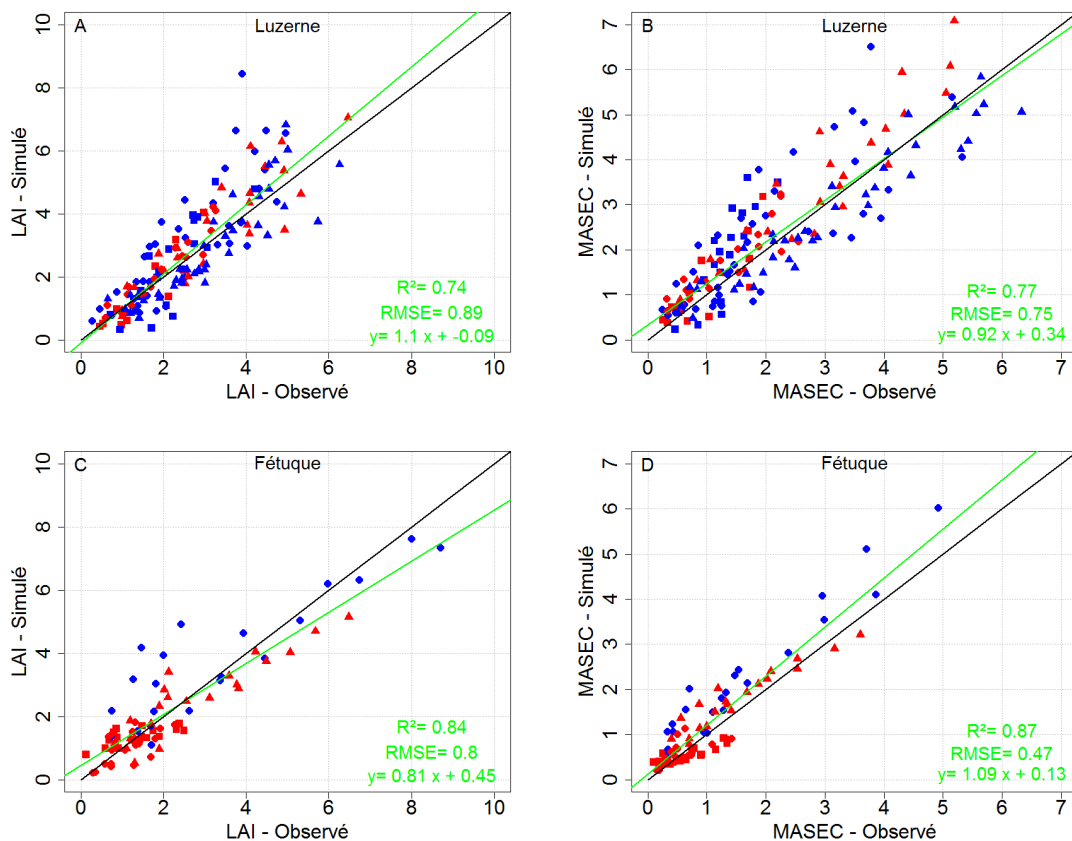 A
Luzerne
LAI - Simulé
10
8
6
4
2
0
R²= 0.74
RMSE= 0.89
y= 1.1 x + -0.09
0 2 4 6 8 10
LAI - Observé
B
Luzerne
MASEC - Simulé
7
6
5
4
3
2
1
0
R²= 0.77
RMSE= 0.75
y= 0.92 x + 0.34
0 1 2 3 4 5 6 7
MASEC - Observé
C
Fétuque
LAI - Simulé
10
8
6
4
2
0
R²= 0.84
RMSE= 0.8
y= 0.81 x + 0.45
0 2 4 6 8 10
LAI - Observé
D
Fétuque
MASEC - Simulé
7
6
5
4
3
2
1
0
R²= 0.87
RMSE= 0.47
y= 1.09 x + 0.13
0 1 2 3 4 5 6 7
MASEC - Observé